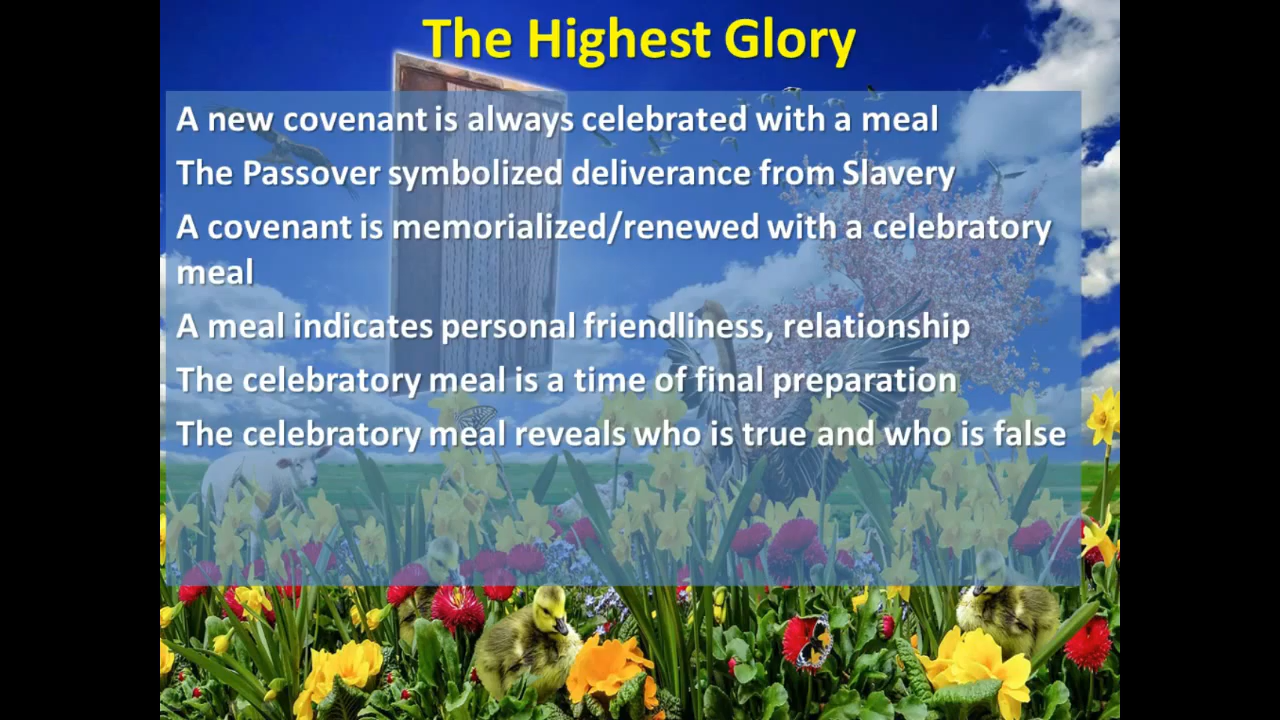 The Highest Glory
A new covenant is always celebrated with a meal
The Passover symbolized deliverance from Slavery
A covenant is memorialized/renewed with a celebratory
meal
A meal indicates personal friendliness, relationship
The celebratory meal is a time of final preparation
The celebratory meal reveals who is true and who is false